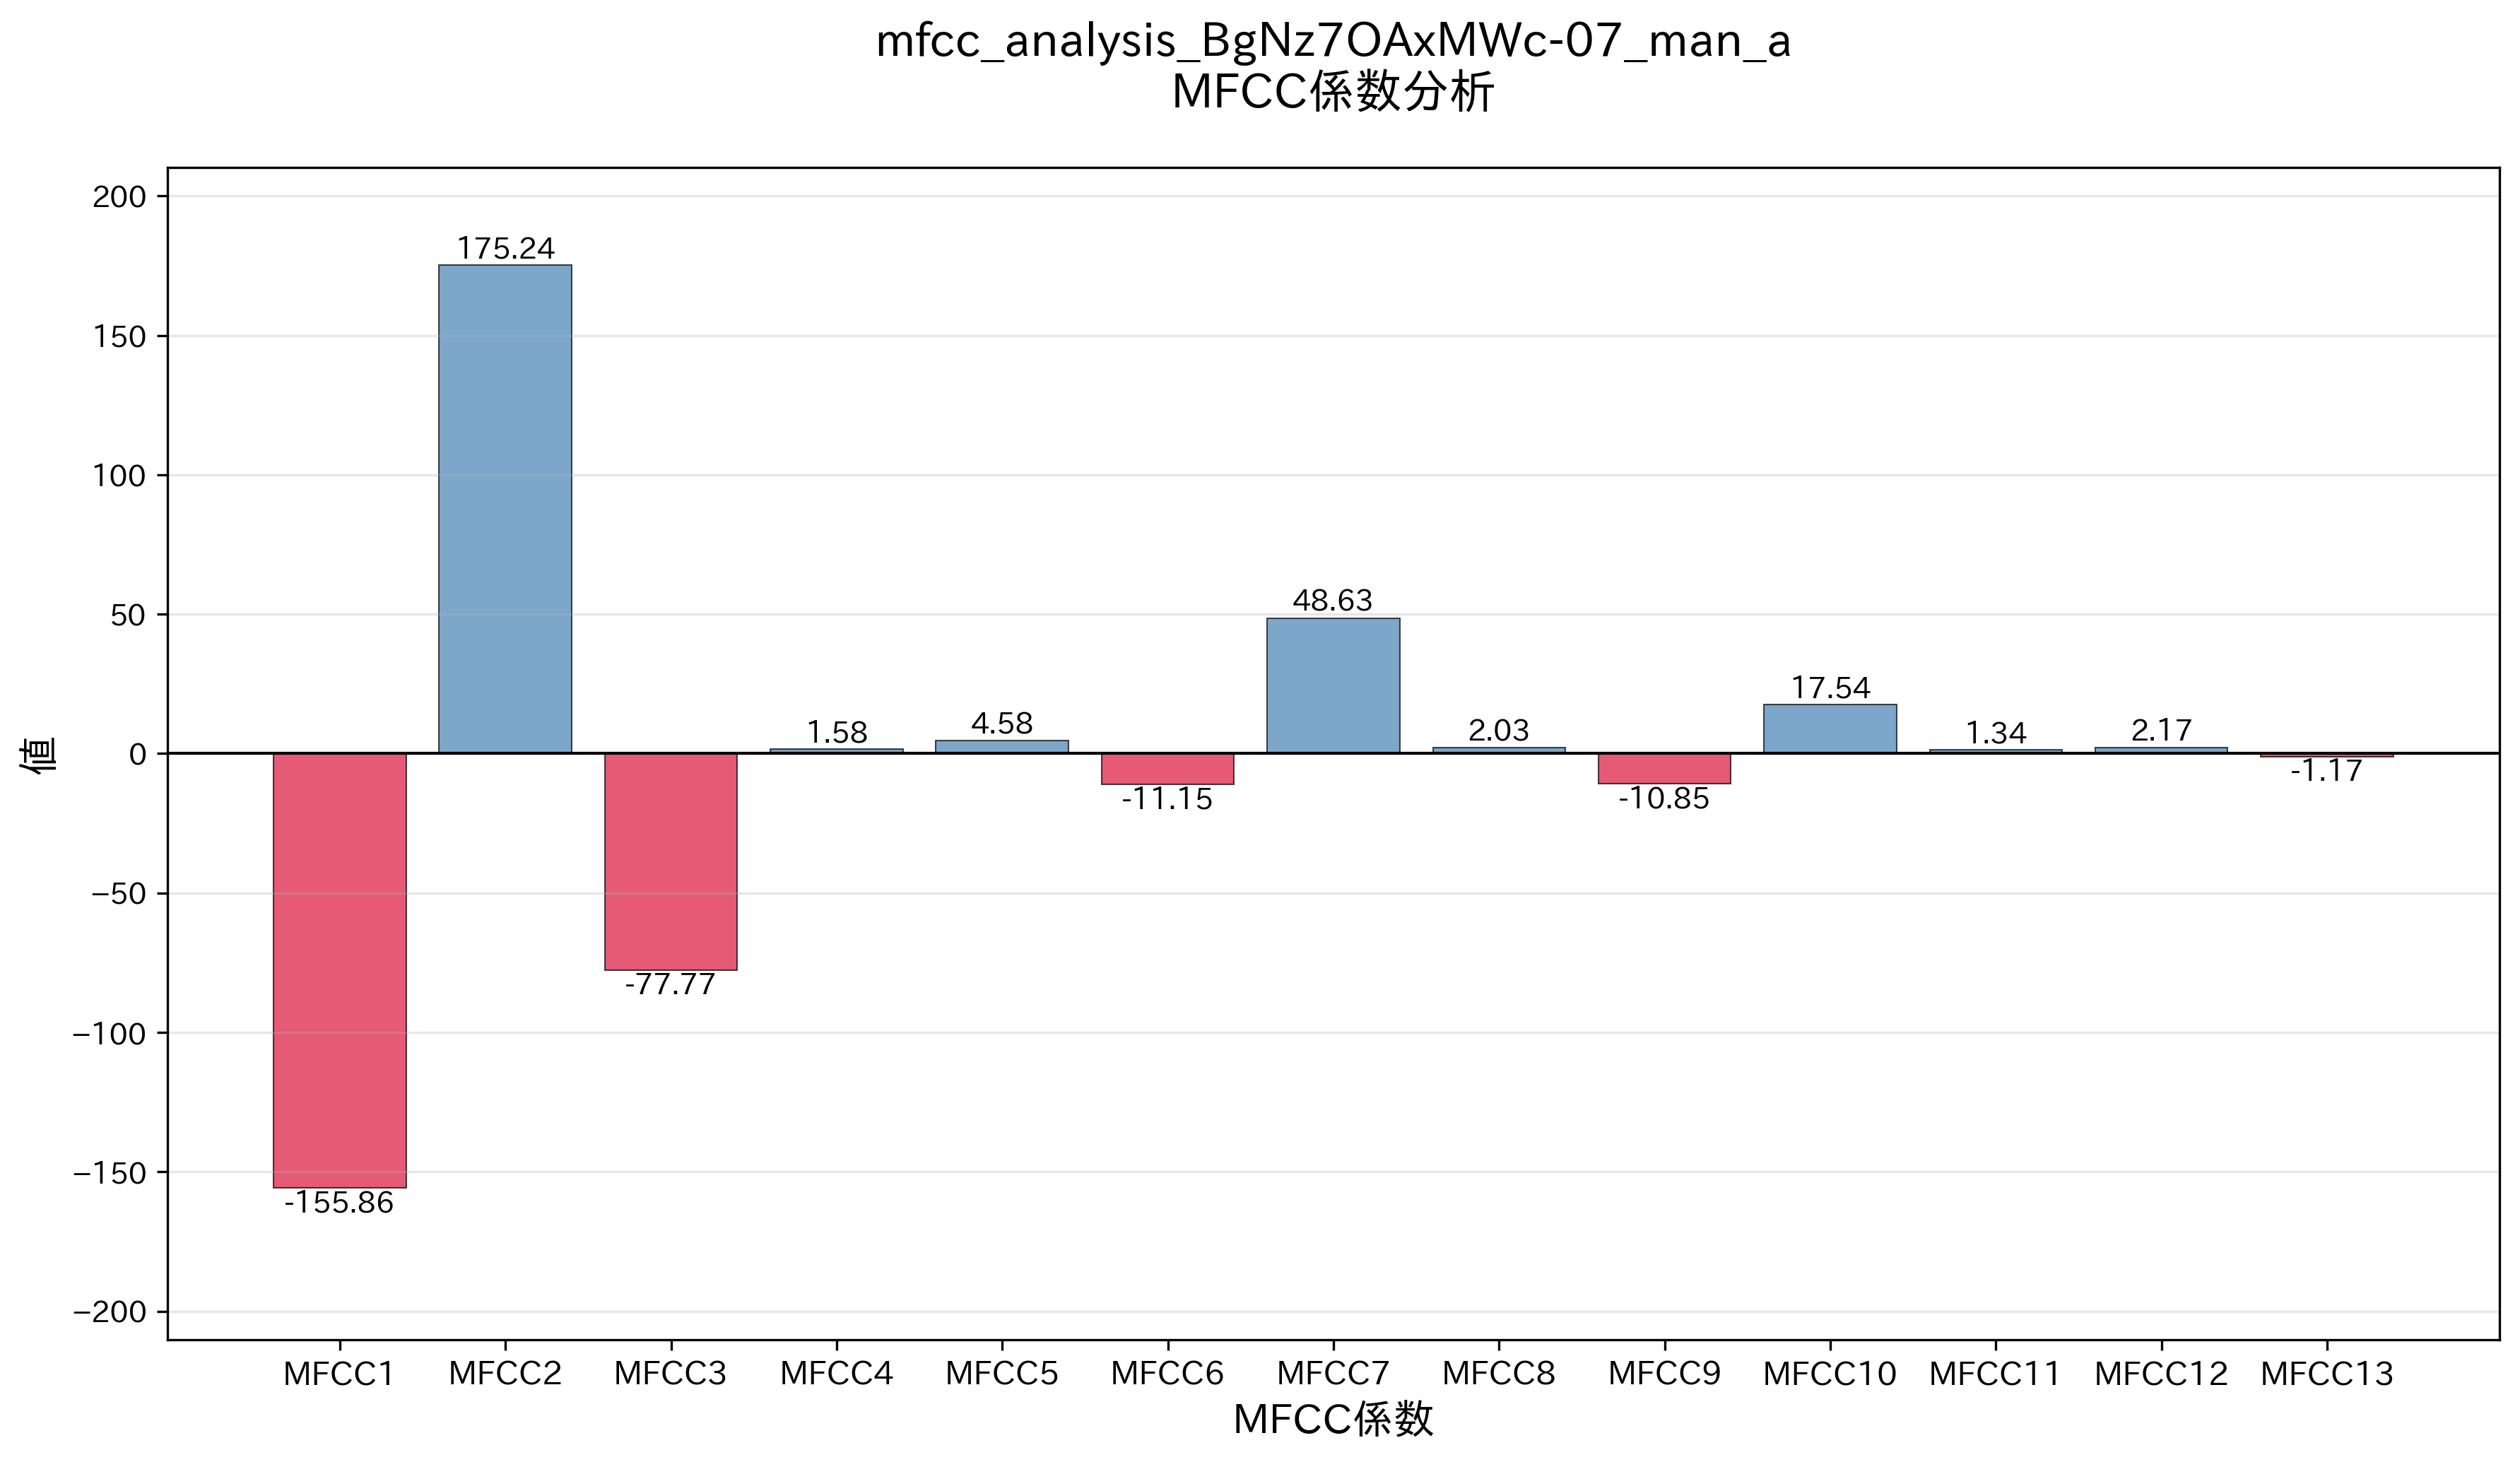 mfcc_analysis_BgNz7OAxMWc-07_man_a
MFCC係数分析
値
200
150
100
50
0
−50
−100
−150
−200
-155.86
175.24
-77.77
1.58
4.58
-11.15
48.63
2.03
-10.85
17.54
1.34
2.17
-1.17
MFCC1
MFCC2
MFCC3
MFCC4
MFCC5
MFCC6
MFCC7
MFCC8
MFCC9
MFCC10
MFCC11
MFCC12
MFCC13
MFCC係数